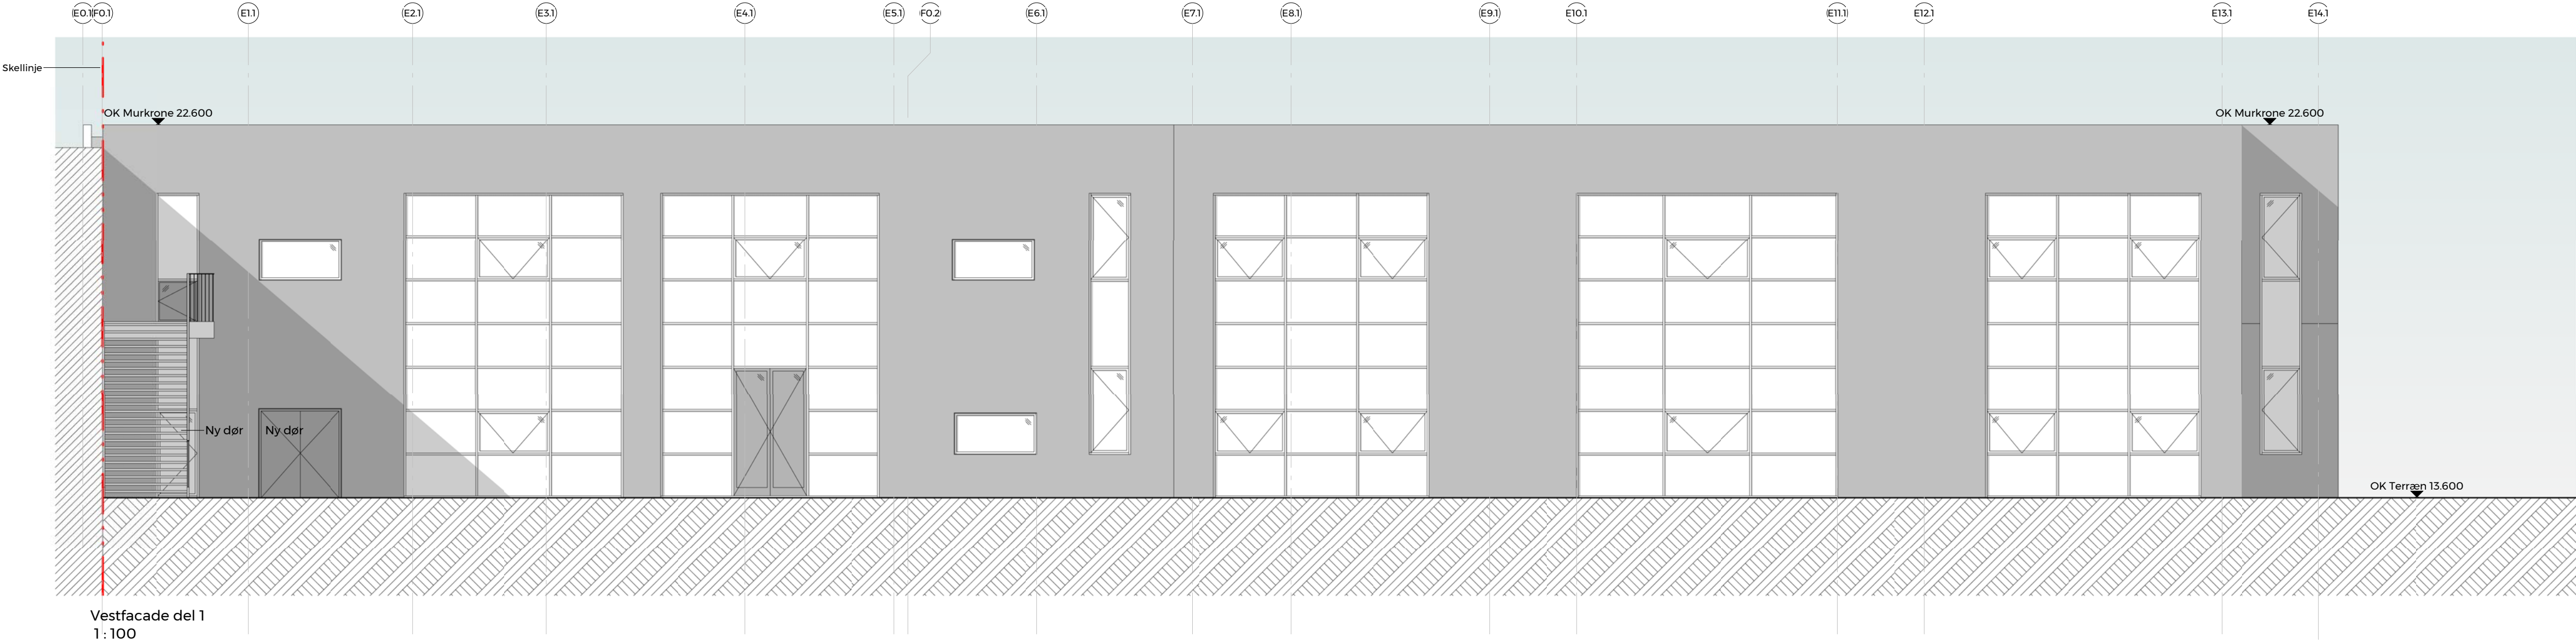 E0.1 F0.1 E1.1 E2.1 E3.1 E4.1 E5.1 F0.2 E6.1 E7.1 E8.1 E9.1 E10.1 E11.1 E12.1 E13.1 E14.1
Skellinje
OK Murkrone 22.600
OK Murkrone 22.600
Ny dør
Ny dør
OK Terræn 13.600
Vestfacade del 1
1 : 100